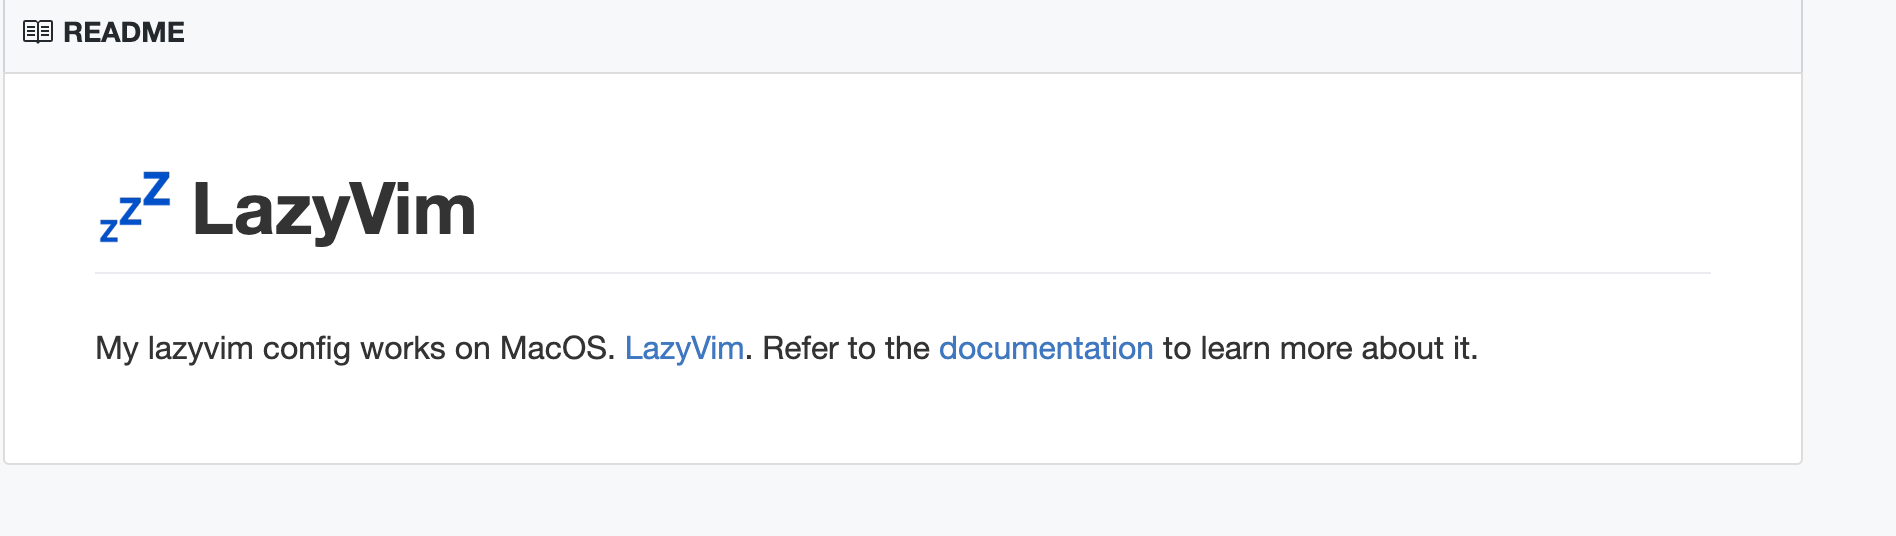 README
💤 LazyVim
My lazyvim config works on MacOS. LazyVim. Refer to the documentation to learn more about it.